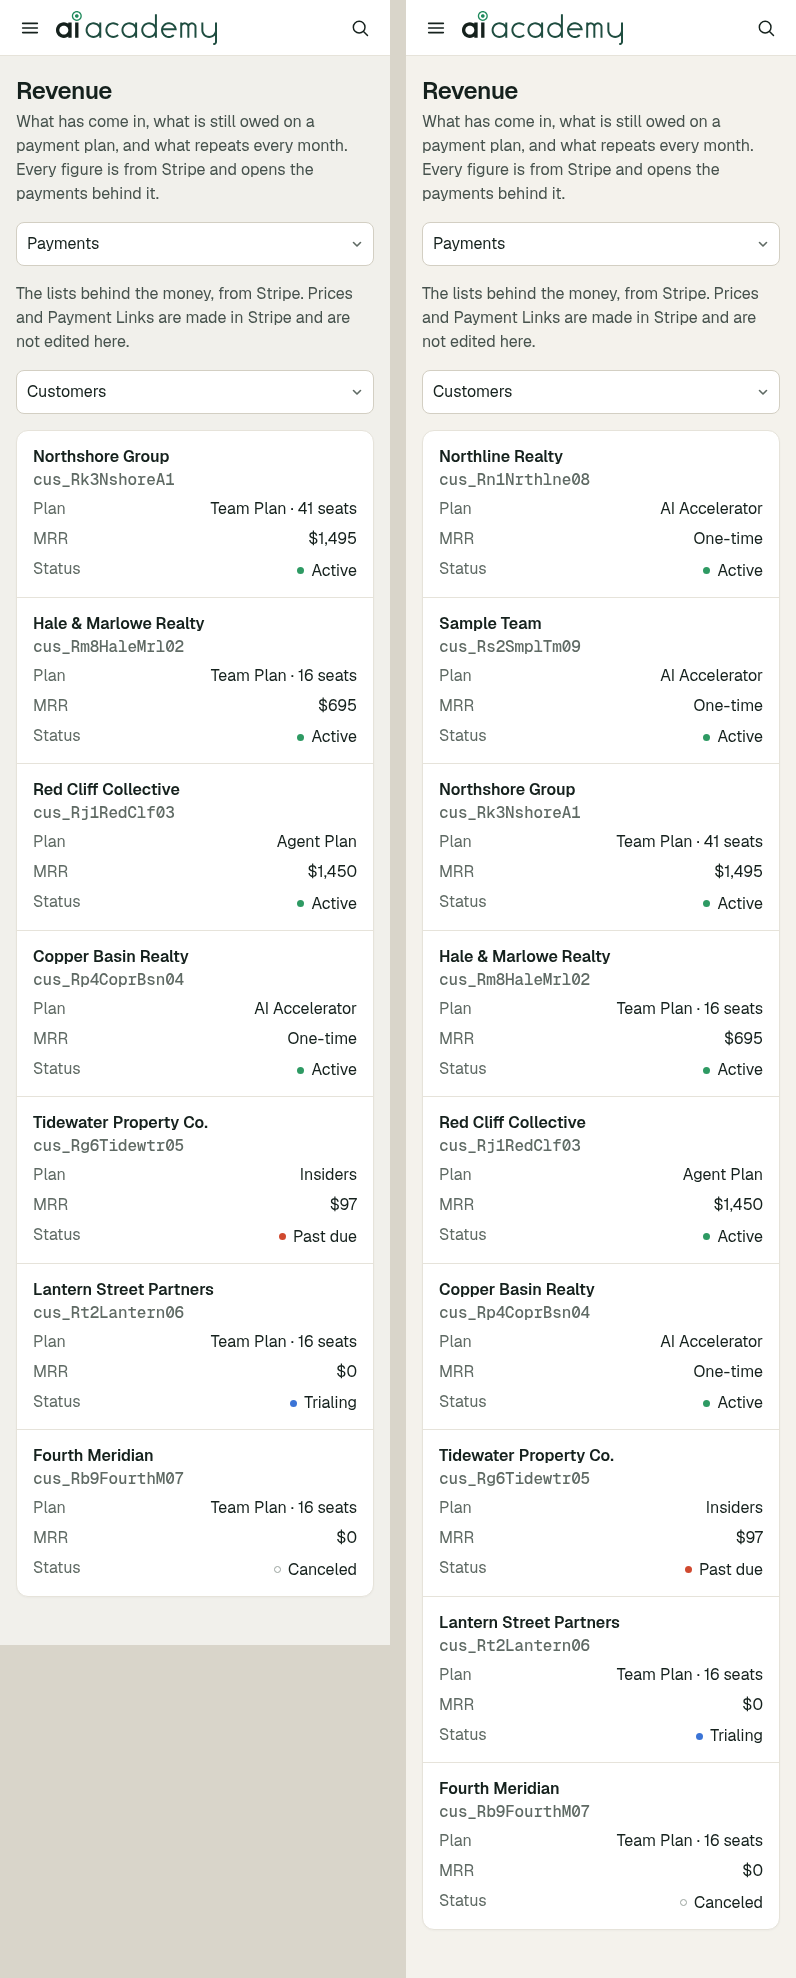 ai academy
Revenue
What has come in, what is still owed on a
payment plan, and what repeats every month.
Every figure is from Stripe and opens the
payments behind it.
Payments
The lists behind the money, from Stripe. Prices
and Payment Links are made in Stripe and are
not edited here.
Customers
Northshore Group
cus_Rk3NshoreA1
Plan Team Plan · 41 seats
MRR $1,495
Status Active
Hale & Marlowe Realty
cus_Rm8HaleMrl02
Plan Team Plan · 16 seats
MRR $695
Status Active
Red Cliff Collective
cus_Rj1RedClf03
Plan Agent Plan
MRR $1,450
Status Active
Copper Basin Realty
cus_Rp4CoprBsn04
Plan AI Accelerator
MRR One-time
Status Active
Tidewater Property Co.
cus_Rg6Tidewtr05
Plan Insiders
MRR $97
Status Past due
Lantern Street Partners
cus_Rt2Lantern06
Plan Team Plan · 16 seats
MRR $0
Status Trialing
Fourth Meridian
cus_Rb9FourthM07
Plan Team Plan · 16 seats
MRR $0
Status Canceled
ai academy
Revenue
What has come in, what is still owed on a
payment plan, and what repeats every month.
Every figure is from Stripe and opens the
payments behind it.
Payments
The lists behind the money, from Stripe. Prices
and Payment Links are made in Stripe and are
not edited here.
Customers
Northline Realty
cus_Rn1Nrthlne08
Plan AI Accelerator
MRR One-time
Status Active
Sample Team
cus_Rs2SmplTm09
Plan AI Accelerator
MRR One-time
Status Active
Northshore Group
cus_Rk3NshoreA1
Plan Team Plan · 41 seats
MRR $1,495
Status Active
Hale & Marlowe Realty
cus_Rm8HaleMrl02
Plan Team Plan · 16 seats
MRR $695
Status Active
Red Cliff Collective
cus_Rj1RedClf03
Plan Agent Plan
MRR $1,450
Status Active
Copper Basin Realty
cus_Rp4CoprBsn04
Plan AI Accelerator
MRR One-time
Status Active
Tidewater Property Co.
cus_Rg6Tidewtr05
Plan Insiders
MRR $97
Status Past due
Lantern Street Partners
cus_Rt2Lantern06
Plan Team Plan · 16 seats
MRR $0
Status Trialing
Fourth Meridian
cus_Rb9FourthM07
Plan Team Plan · 16 seats
MRR $0
Status Canceled